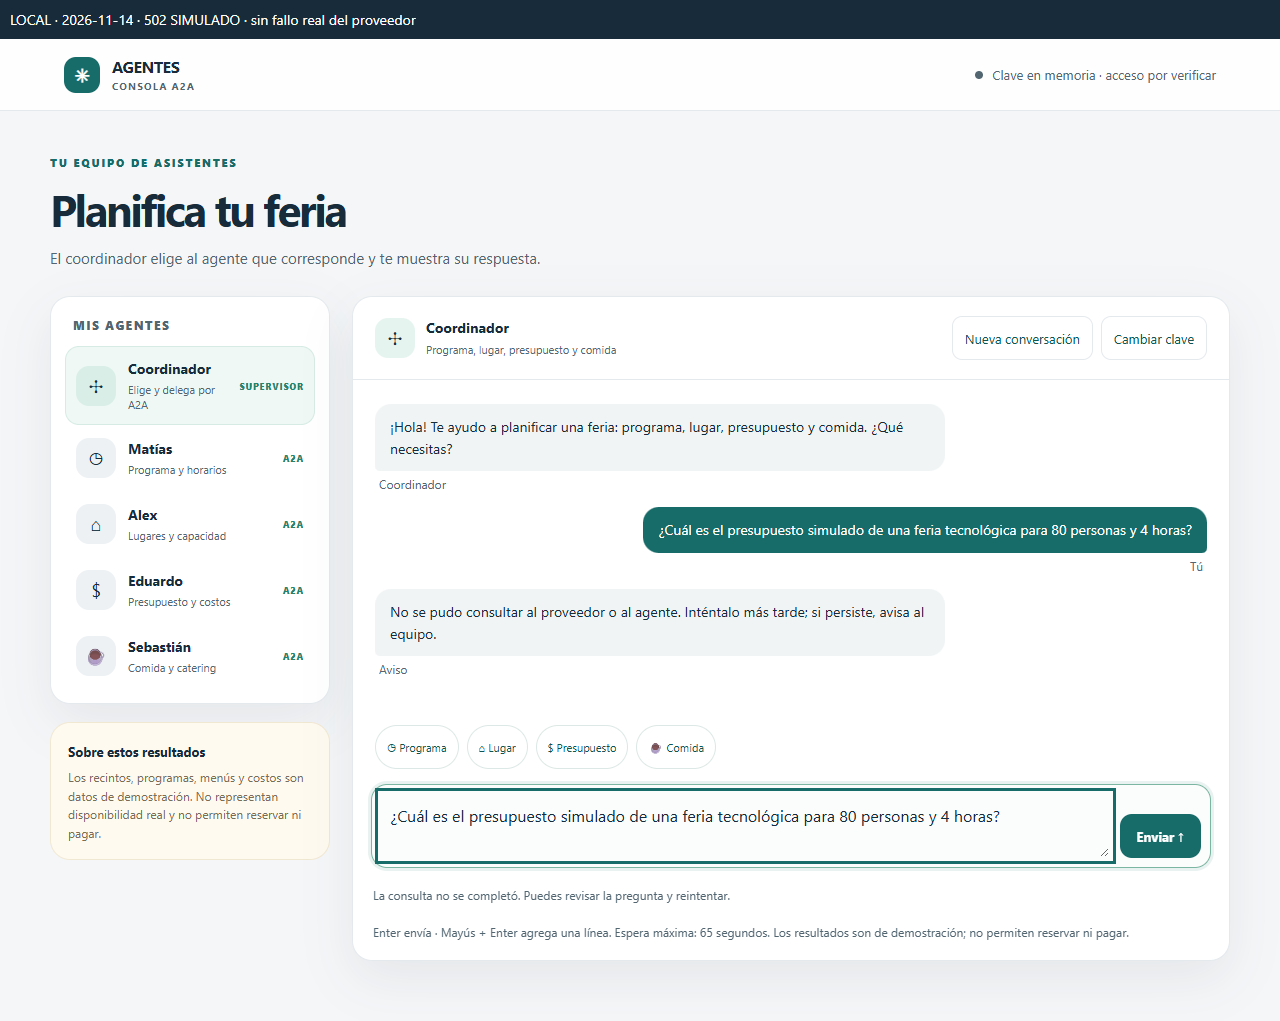 LOCAL · 2026-11-14 · 502 SIMULADO · sin fallo real del proveedor
AGENTES
CONSOLA A2A
Clave en memoria · acceso por verificar
TU EQUIPO DE ASISTENTES
Planifica tu feria
El coordinador elige al agente que corresponde y te muestra su respuesta.
MIS AGENTES
Coordinador
Elige y delega por
A2A
SUPERVISOR
Matías
Programa y horarios
A2A
Alex
Lugares y capacidad
A2A
$
Eduardo
Presupuesto y costos
A2A
Sebastián
Comida y catering
A2A
Sobre estos resultados
Los recintos, programas, menús y costos son
datos de demostración. No representan
disponibilidad real y no permiten reservar ni
pagar.
Coordinador
Programa, lugar, presupuesto y comida
Nueva conversación
Cambiar clave
¡Hola! Te ayudo a planificar una feria: programa, lugar, presupuesto y comida. ¿Qué
necesitas?
Coordinador
¿Cuál es el presupuesto simulado de una feria tecnológica para 80 personas y 4 horas?
Tú
No se pudo consultar al proveedor o al agente. Inténtalo más tarde; si persiste, avisa al
equipo.
Aviso
◷ Programa
⌂ Lugar
$ Presupuesto
Comida
¿Cuál es el presupuesto simulado de una feria tecnológica para 80 personas y 4 horas?
Enviar ↑
La consulta no se completó. Puedes revisar la pregunta y reintentar.
Enter envía · Mayús + Enter agrega una línea. Espera máxima: 65 segundos. Los resultados son de demostración; no permiten reservar ni pagar.